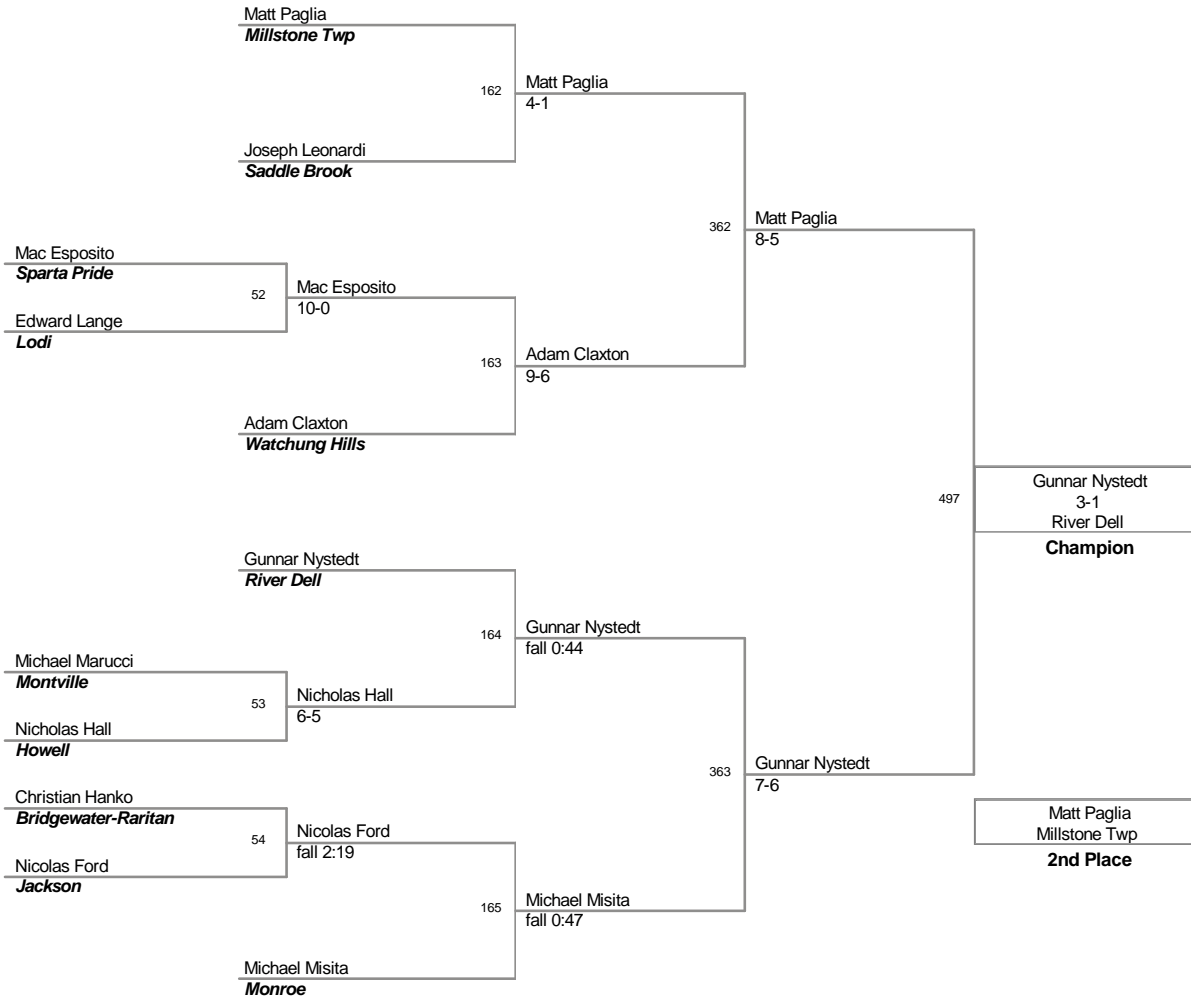 Matt Paglia
Millstone Twp
162
Matt Paglia
4-1
Joseph Leonardi
Saddle Brook
362
Matt Paglia
8-5
Mac Esposito
Sparta Pride
52
Mac Esposito
10-0
Edward Lange
Lodi
163
Adam Claxton
9-6
Adam Claxton
Watchung Hills
497
Gunnar Nystedt
3-1
River Dell
Champion
Gunnar Nystedt
River Dell
164
Gunnar Nystedt
fall 0:44
Michael Marucci
Montville
53
Nicholas Hall
6-5
Nicholas Hall
Howell
363
Gunnar Nystedt
7-6
Christian Hanko
Bridgewater-Raritan
54
Nicolas Ford
fall 2:19
Nicolas Ford
Jackson
165
Michael Misita
fall 0:47
Michael Misita
Monroe
Matt Paglia
Millstone Twp
2nd Place